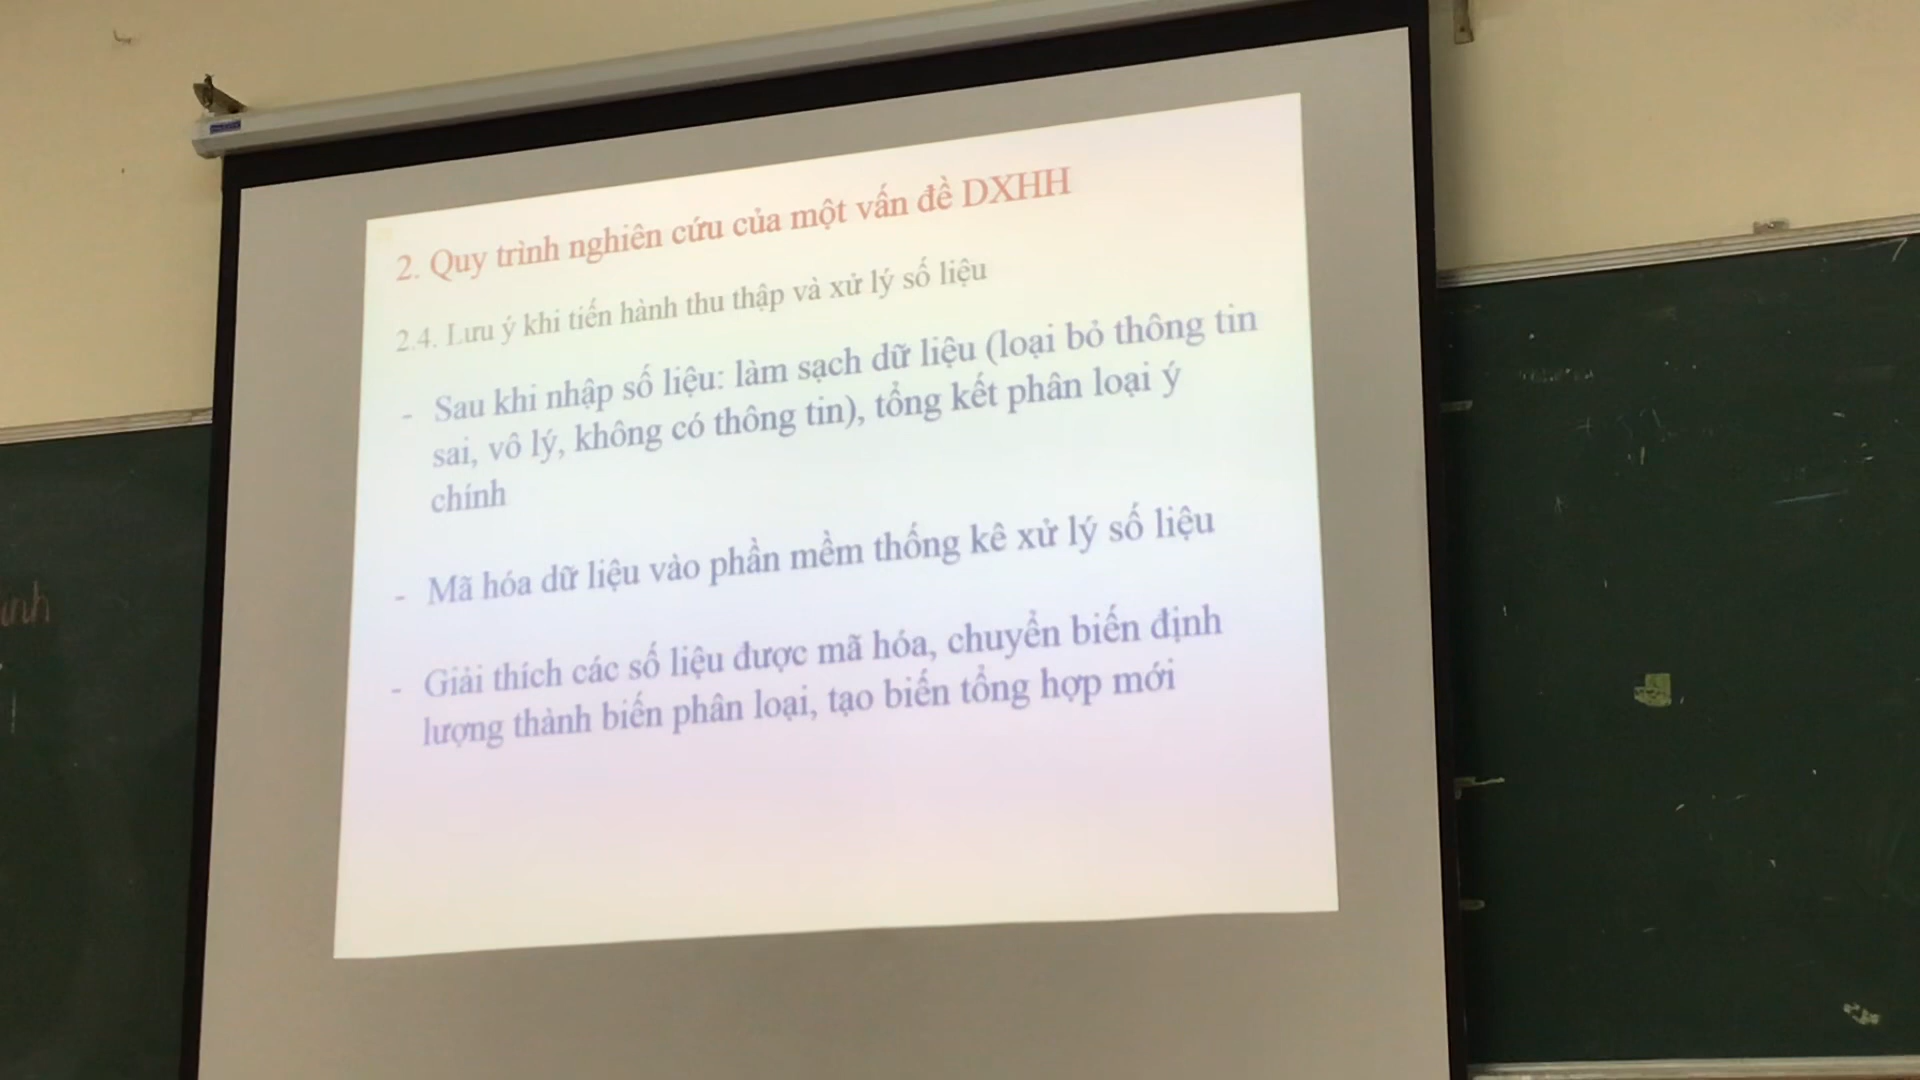 2. Quy trình nghiên cứu của một vấn đề DXHH
2.4. Lưu ý khi tiến hành thu thập và xử lý số liệu
- Sau khi nhập số liệu: làm sạch dữ liệu (loại bỏ thông tin
sai, vô lý, không có thông tin), tổng kết phân loại ý
chính
- Mã hóa dữ liệu vào phần mềm thống kê xử lý số liệu
- Giải thích các số liệu được mã hóa, chuyển biến định
lượng thành biến phân loại, tạo biến tổng hợp mới